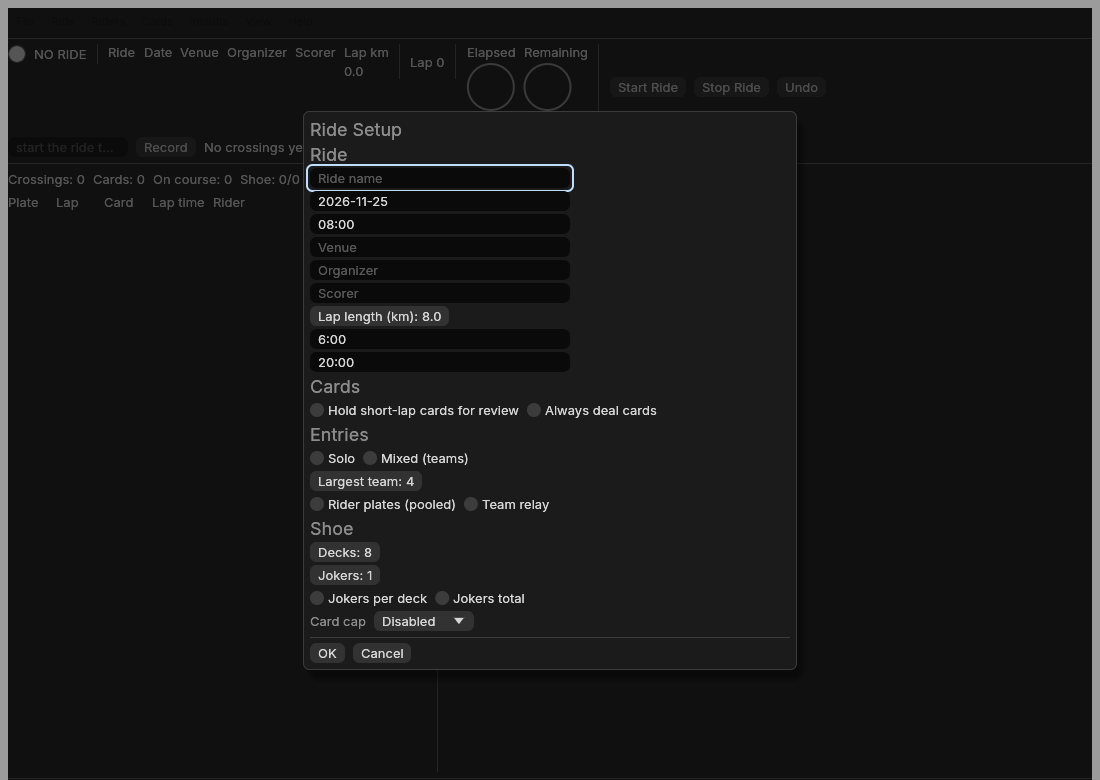 NO RIDE
Ride Date Venue Organizer Scorer Lap km
0.0
Lap 0
Elapsed Remaining
Start Ride Stop Ride Undo
start the ride t...
Record
No crossings ye
Crossings: 0 Cards: 0 On course: 0 Shoe: 0/0
Plate Lap Card Lap time Rider
Ride Setup
Ride
Ride name
2026-11-25
08:00
Venue
Organizer
Scorer
Lap length (km): 8.0
6:00
20:00
Cards
Hold short-lap cards for review Always deal cards
Entries
Solo Mixed (teams)
Largest team: 4
Rider plates (pooled) Team relay
Shoe
Decks: 8
Jokers: 1
Jokers per deck Jokers total
Card cap Disabled
OK Cancel